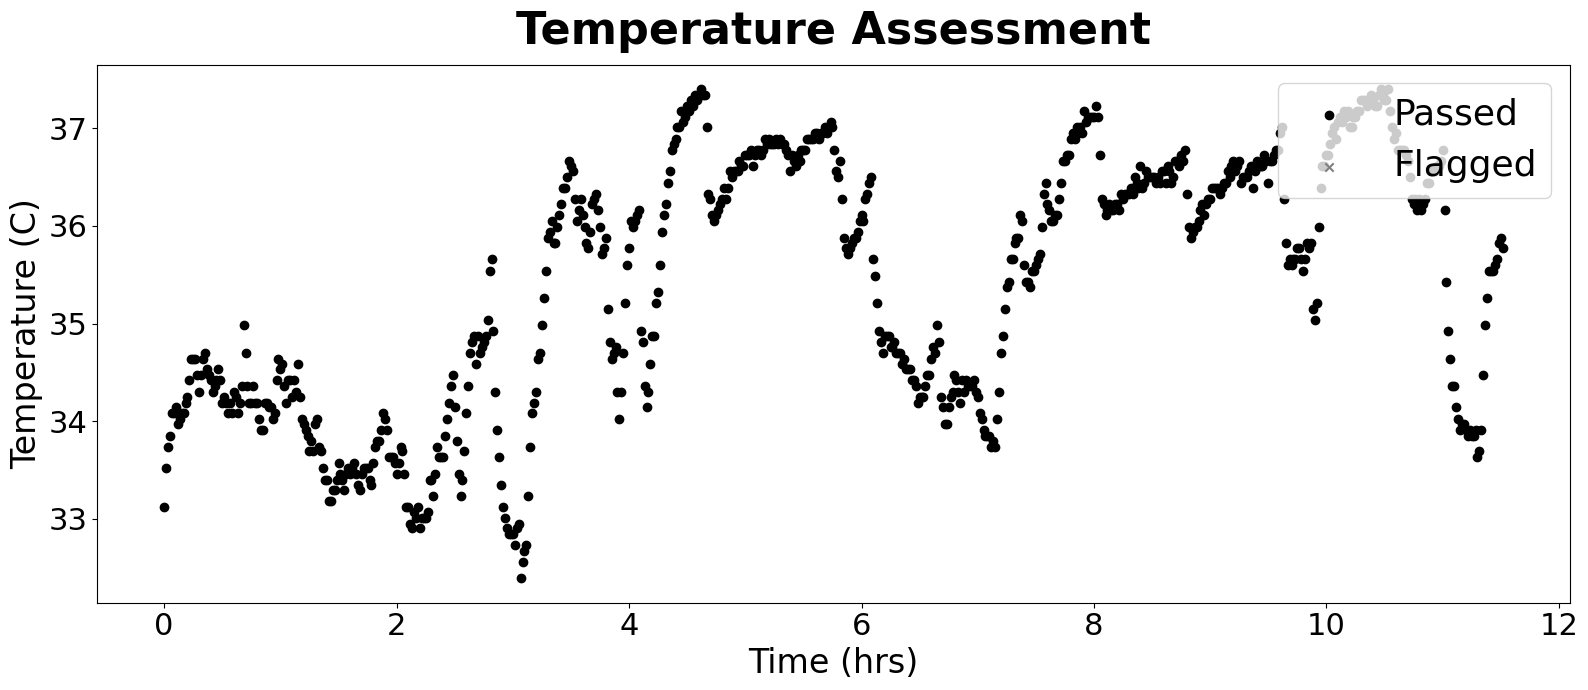 Temperature Assessment
Temperature (C)
37
36
35
34
33
Passed
Flagged
0 2 4 6 8 10 12
Time (hrs)